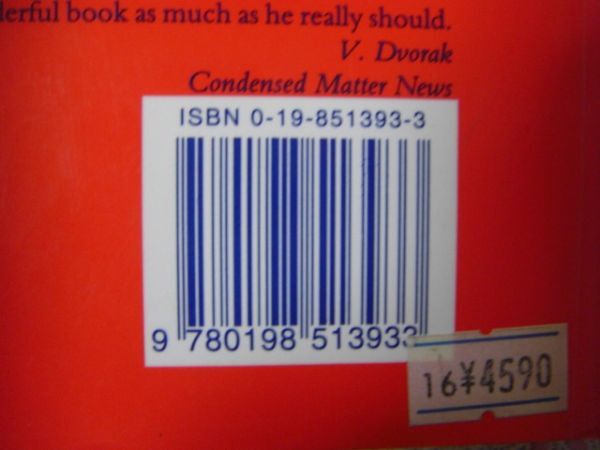 derful book as much as he really should.
V. Dvorak
Condensed Matter News
ISBN 0-19-851393-3
9 780198 513933
16¥4590